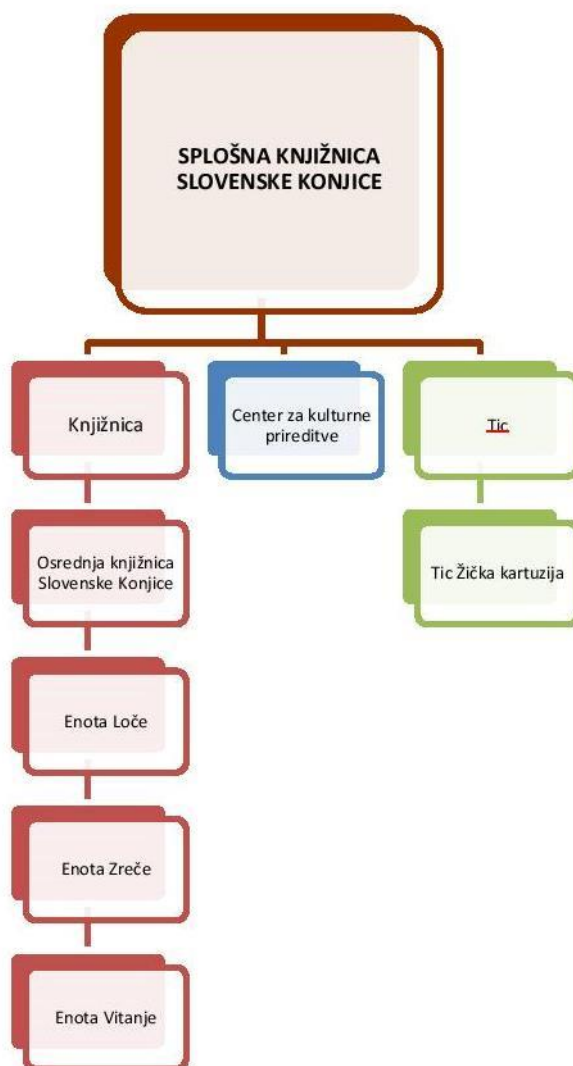 SPLOŠNA KNJIŽNICA
SLOVENSKE KONJICE
Knjižnica
Center za kulturne
prireditve
Tic
Osrednja knjižnica
Slovenske Konjice
Tic Žička kartuzija
Enota Loče
Enota Zreče
Enota Vitanje